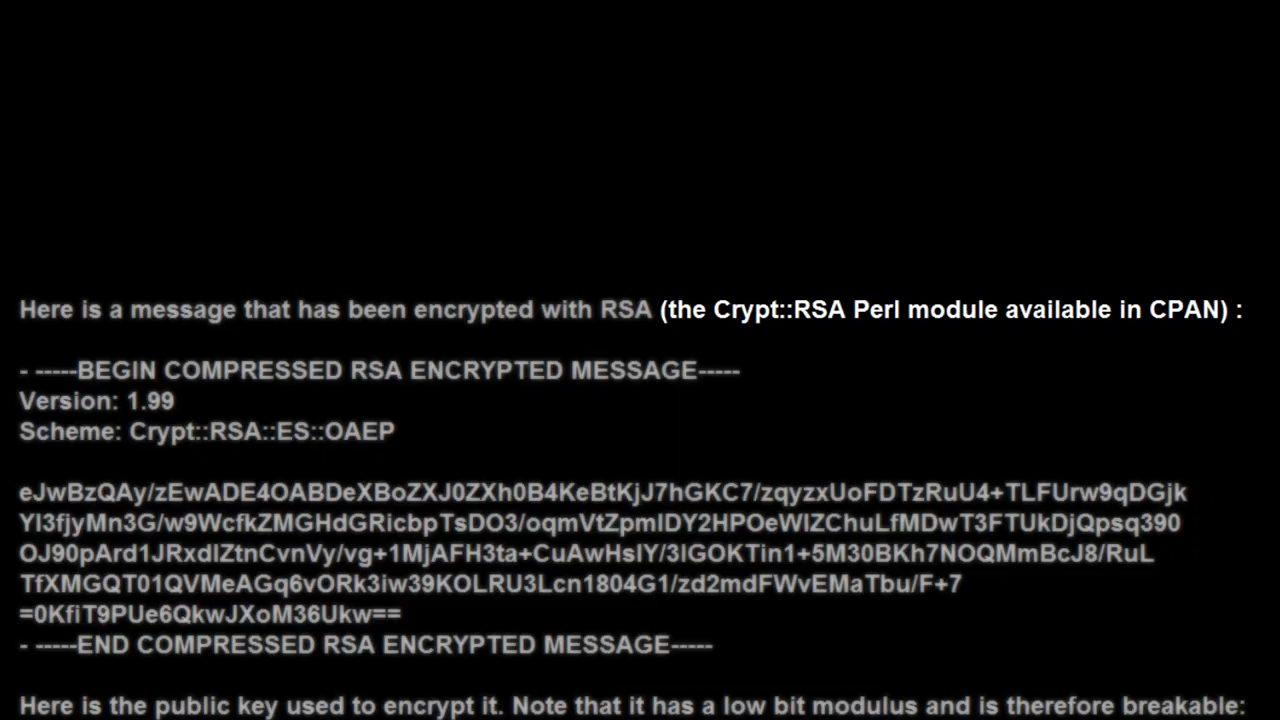 Here is a message that has been encrypted with RSA (the Crypt::RSA Perl module available in CPAN) :
- -----BEGIN COMPRESSED RSA ENCRYPTED MESSAGE-----
Version: 1.99
Scheme: Crypt::RSA::ES::OAEP
eJwBzQAy/zEwADE4OABDeXBoZXJ0ZXh0B4KeBtKjJ7hGKC7/zqyzxUoFDTzRuU4+TLFUrw9qDGjk
Yl3fjyMn3G/w9WcfkZMGHdGRicbpTsDO3/oqmVtZpmIDY2HPOeWIZChuLfMDwT3FTUkDjQpsq390
OJ90pArd1JRxdlZtnCvnVy/vg+1MjAFH3ta+CuAwHsIY/3lGOKTin1+5M30BKh7NOQMmBcJ8/RuL
TfXMGQT01QVMeAGq6vORk3iw39KOLRU3Lcn1804G1/zd2mdFWvEMaTbu/F+7
=0KfiT9PUe6QkwJXoM36Ukw==
- -----END COMPRESSED RSA ENCRYPTED MESSAGE-----
Here is the public key used to encrypt it. Note that it has a low bit modulus and is therefore breakable: